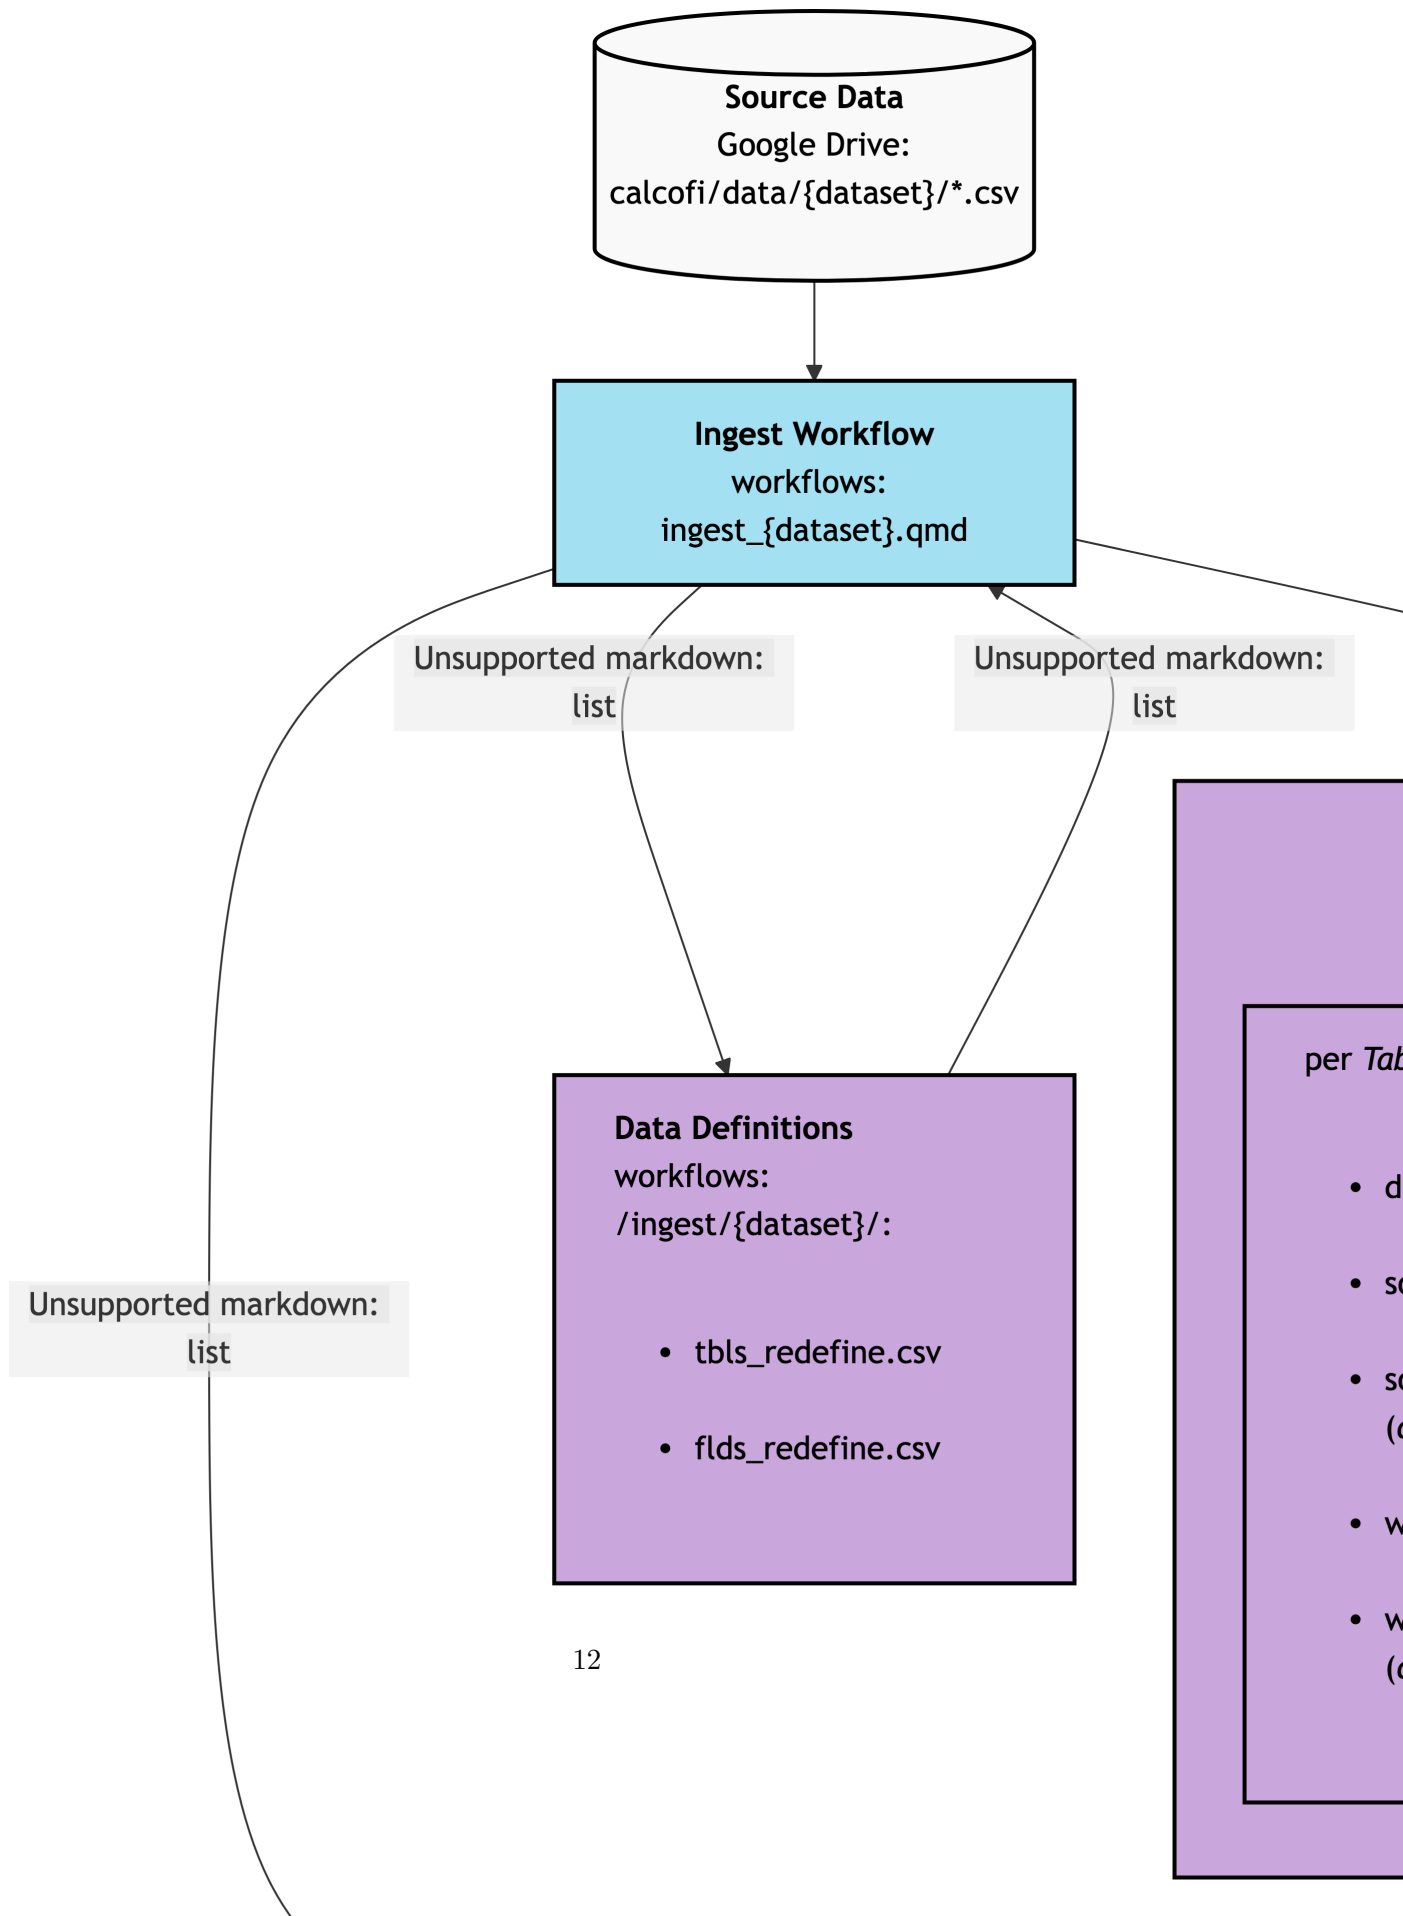 Source Data
Google Drive:
calcofi/data/{dataset}/*.csv
Ingest Workflow
workflows:
ingest_{dataset}.qmd
Unsupported markdown:
list
Unsupported markdown:
list
per
Data Definitions
workflows:
/ingest/{dataset}/:
• tbls_redefine.csv
• flds_redefine.csv
Unsupported markdown:
list
12